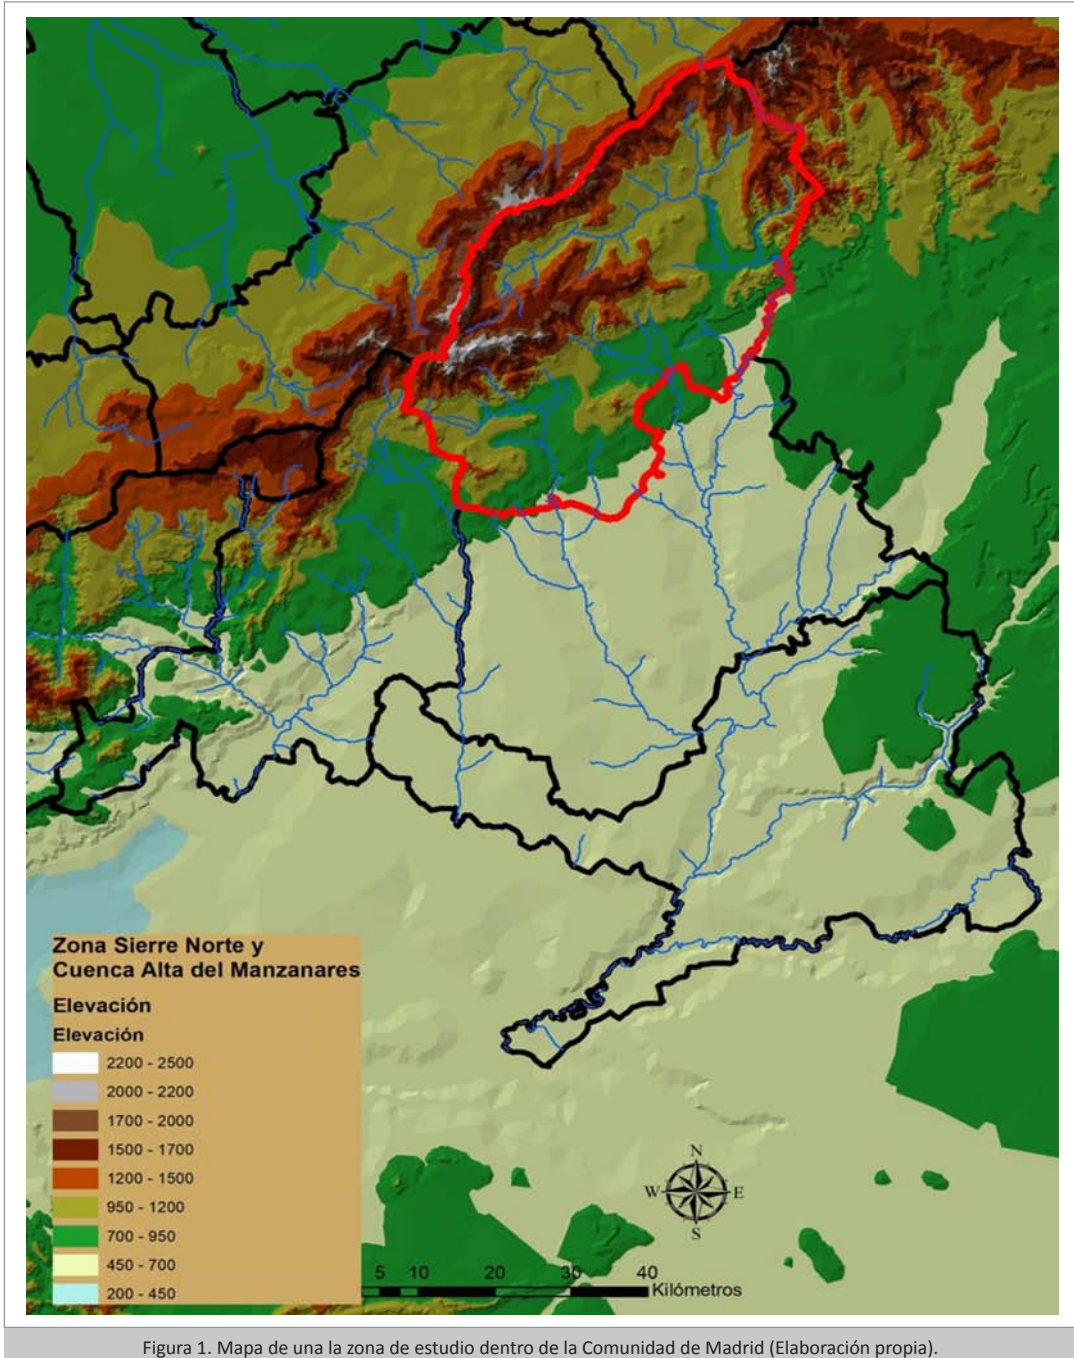 Zona Sierre Norte y
Cuenca Alta del Manzanares
Elevación
Elevación
2200 - 2500
2000 - 2200
1700 - 2000
1500 - 1700
1200 - 1500
950 - 1200
700 - 950
450 - 700
200 - 450
N
W E
S
5 10 20 30 40
Kilómetros
Figura 1. Mapa de una la zona de estudio dentro de la Comunidad de Madrid (Elaboración propia).